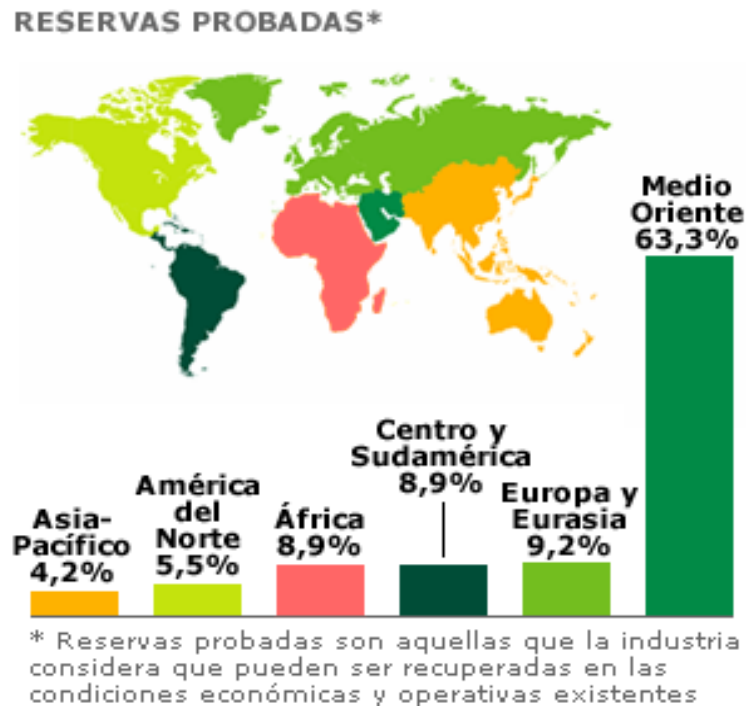 RESERVAS PROBADAS*
Medio
Oriente
63,3%
Centro y
Sudamérica
8,9%
América
del
Norte
5,5%
Europa y
Eurasia
9,2%
Asia-
Pacífico
4,2%
África
8,9%
* Reservas probadas son aquellas que la industria
considera que pueden ser recuperadas en las
condiciones económicas y operativas existentes